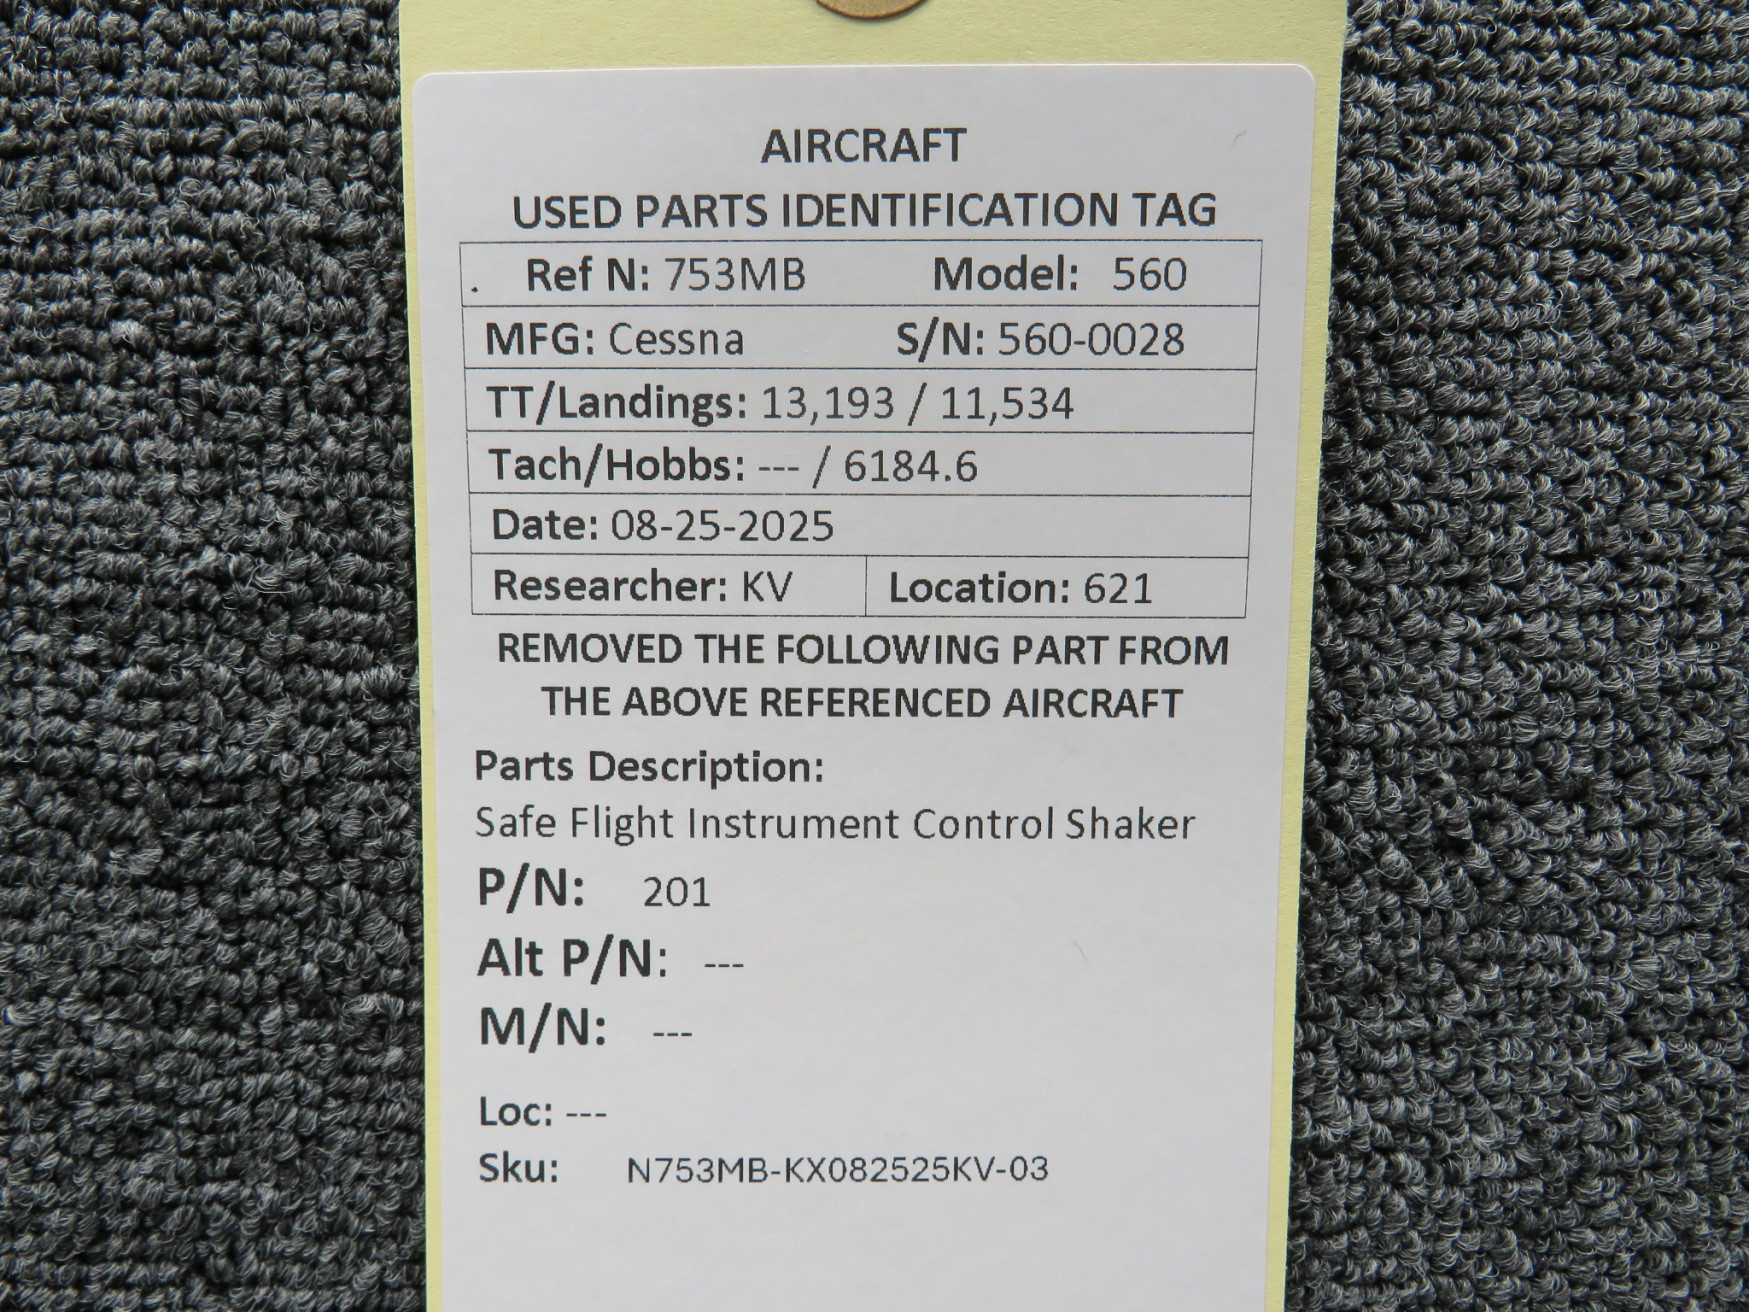 AIRCRAFT
USED PARTS IDENTIFICATION TAG
. Ref N: 753MB Model: 560
MFG: Cessna S/N: 560-0028
TT/Landings: 13,193 / 11,534
Tach/Hobbs: --- / 6184.6
Date: 08-25-2025
Researcher: KV Location: 621
REMOVED THE FOLLOWING PART FROM
THE ABOVE REFERENCED AIRCRAFT
Parts Description:
Safe Flight Instrument Control Shaker
P/N: 201
Alt P/N: ---
M/N: ---
Loc: ---
Sku: N753MB-KX082525KV-03